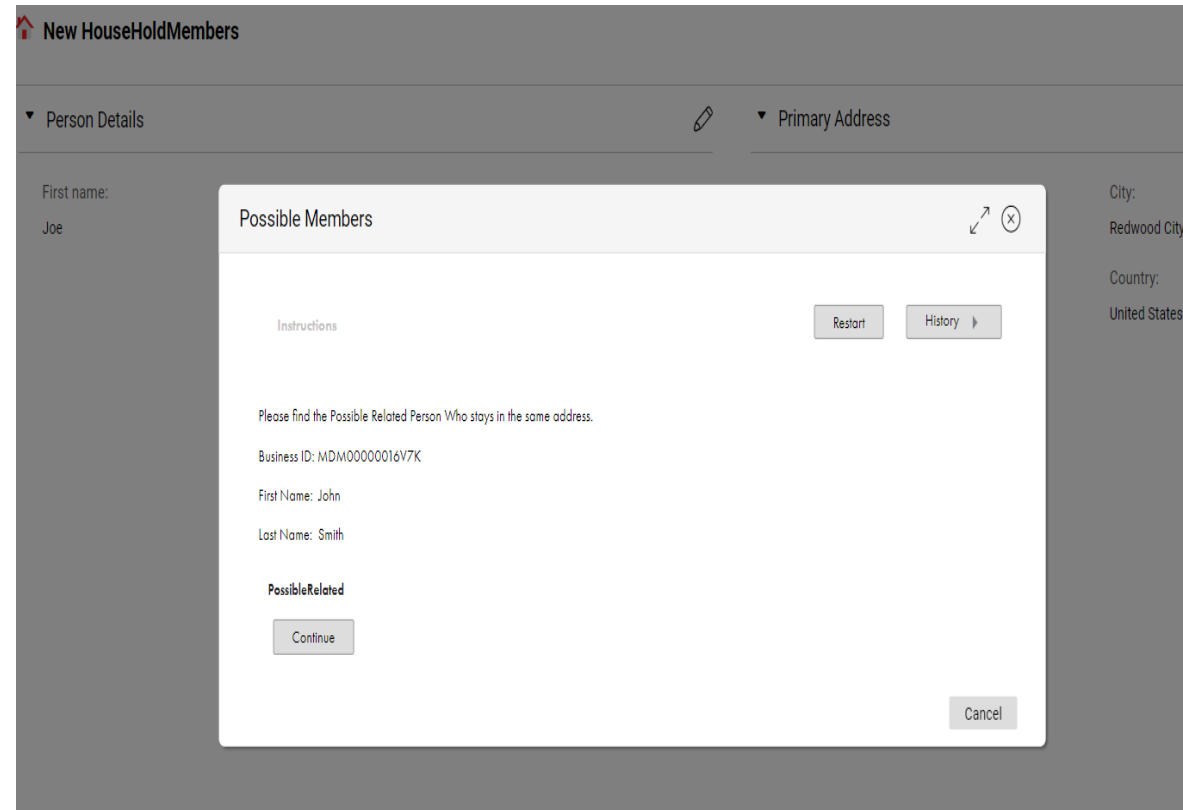 New HouseHoldMembers
Person Details
Primary Address
First name:
Joe
City:
Redwood City
Country:
United States
Possible Members
Instructions
Restart
History
Please find the Possible Related Person Who stays in the same address.
Business ID: MDM00000016V7K
First Name: John
Last Name: Smith
PossibleRelated
Continue
Cancel